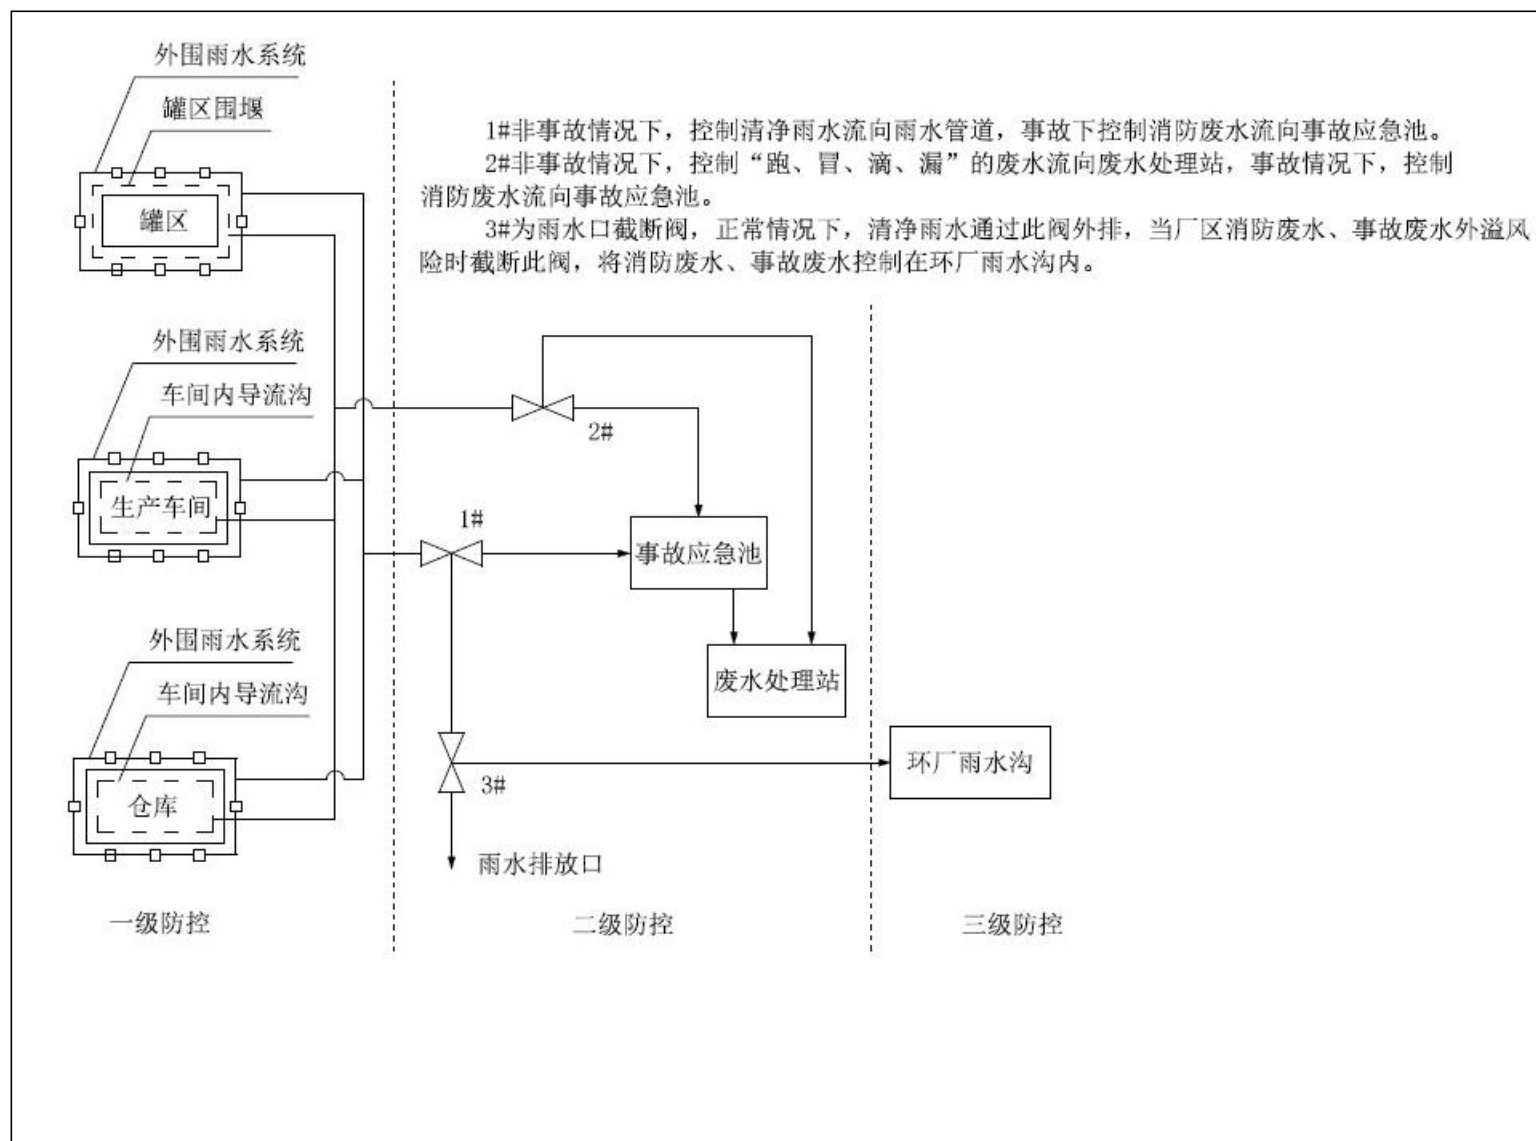 外围雨水系统
罐区围堰
罐区
1#非事故情况下，控制清净雨水流向雨水管道，事故下控制消防废水流向事故应急池。
2#非事故情况下，控制“跑、冒、滴、漏”的废水流向废水处理站，事故情况下，控制
消防废水流向事故应急池。
3#为雨水口截断阀，正常情况下，清净雨水通过此阀外排，当厂区消防废水、事故废水外溢风
险时截断此阀，将消防废水、事故废水控制在环厂雨水沟内。
外围雨水系统
车间内导流沟
生产车间
2#
1#
事故应急池
外围雨水系统
车间内导流沟
仓库
废水处理站
3#
环厂雨水沟
雨水排放口
一级防控
二级防控
三级防控